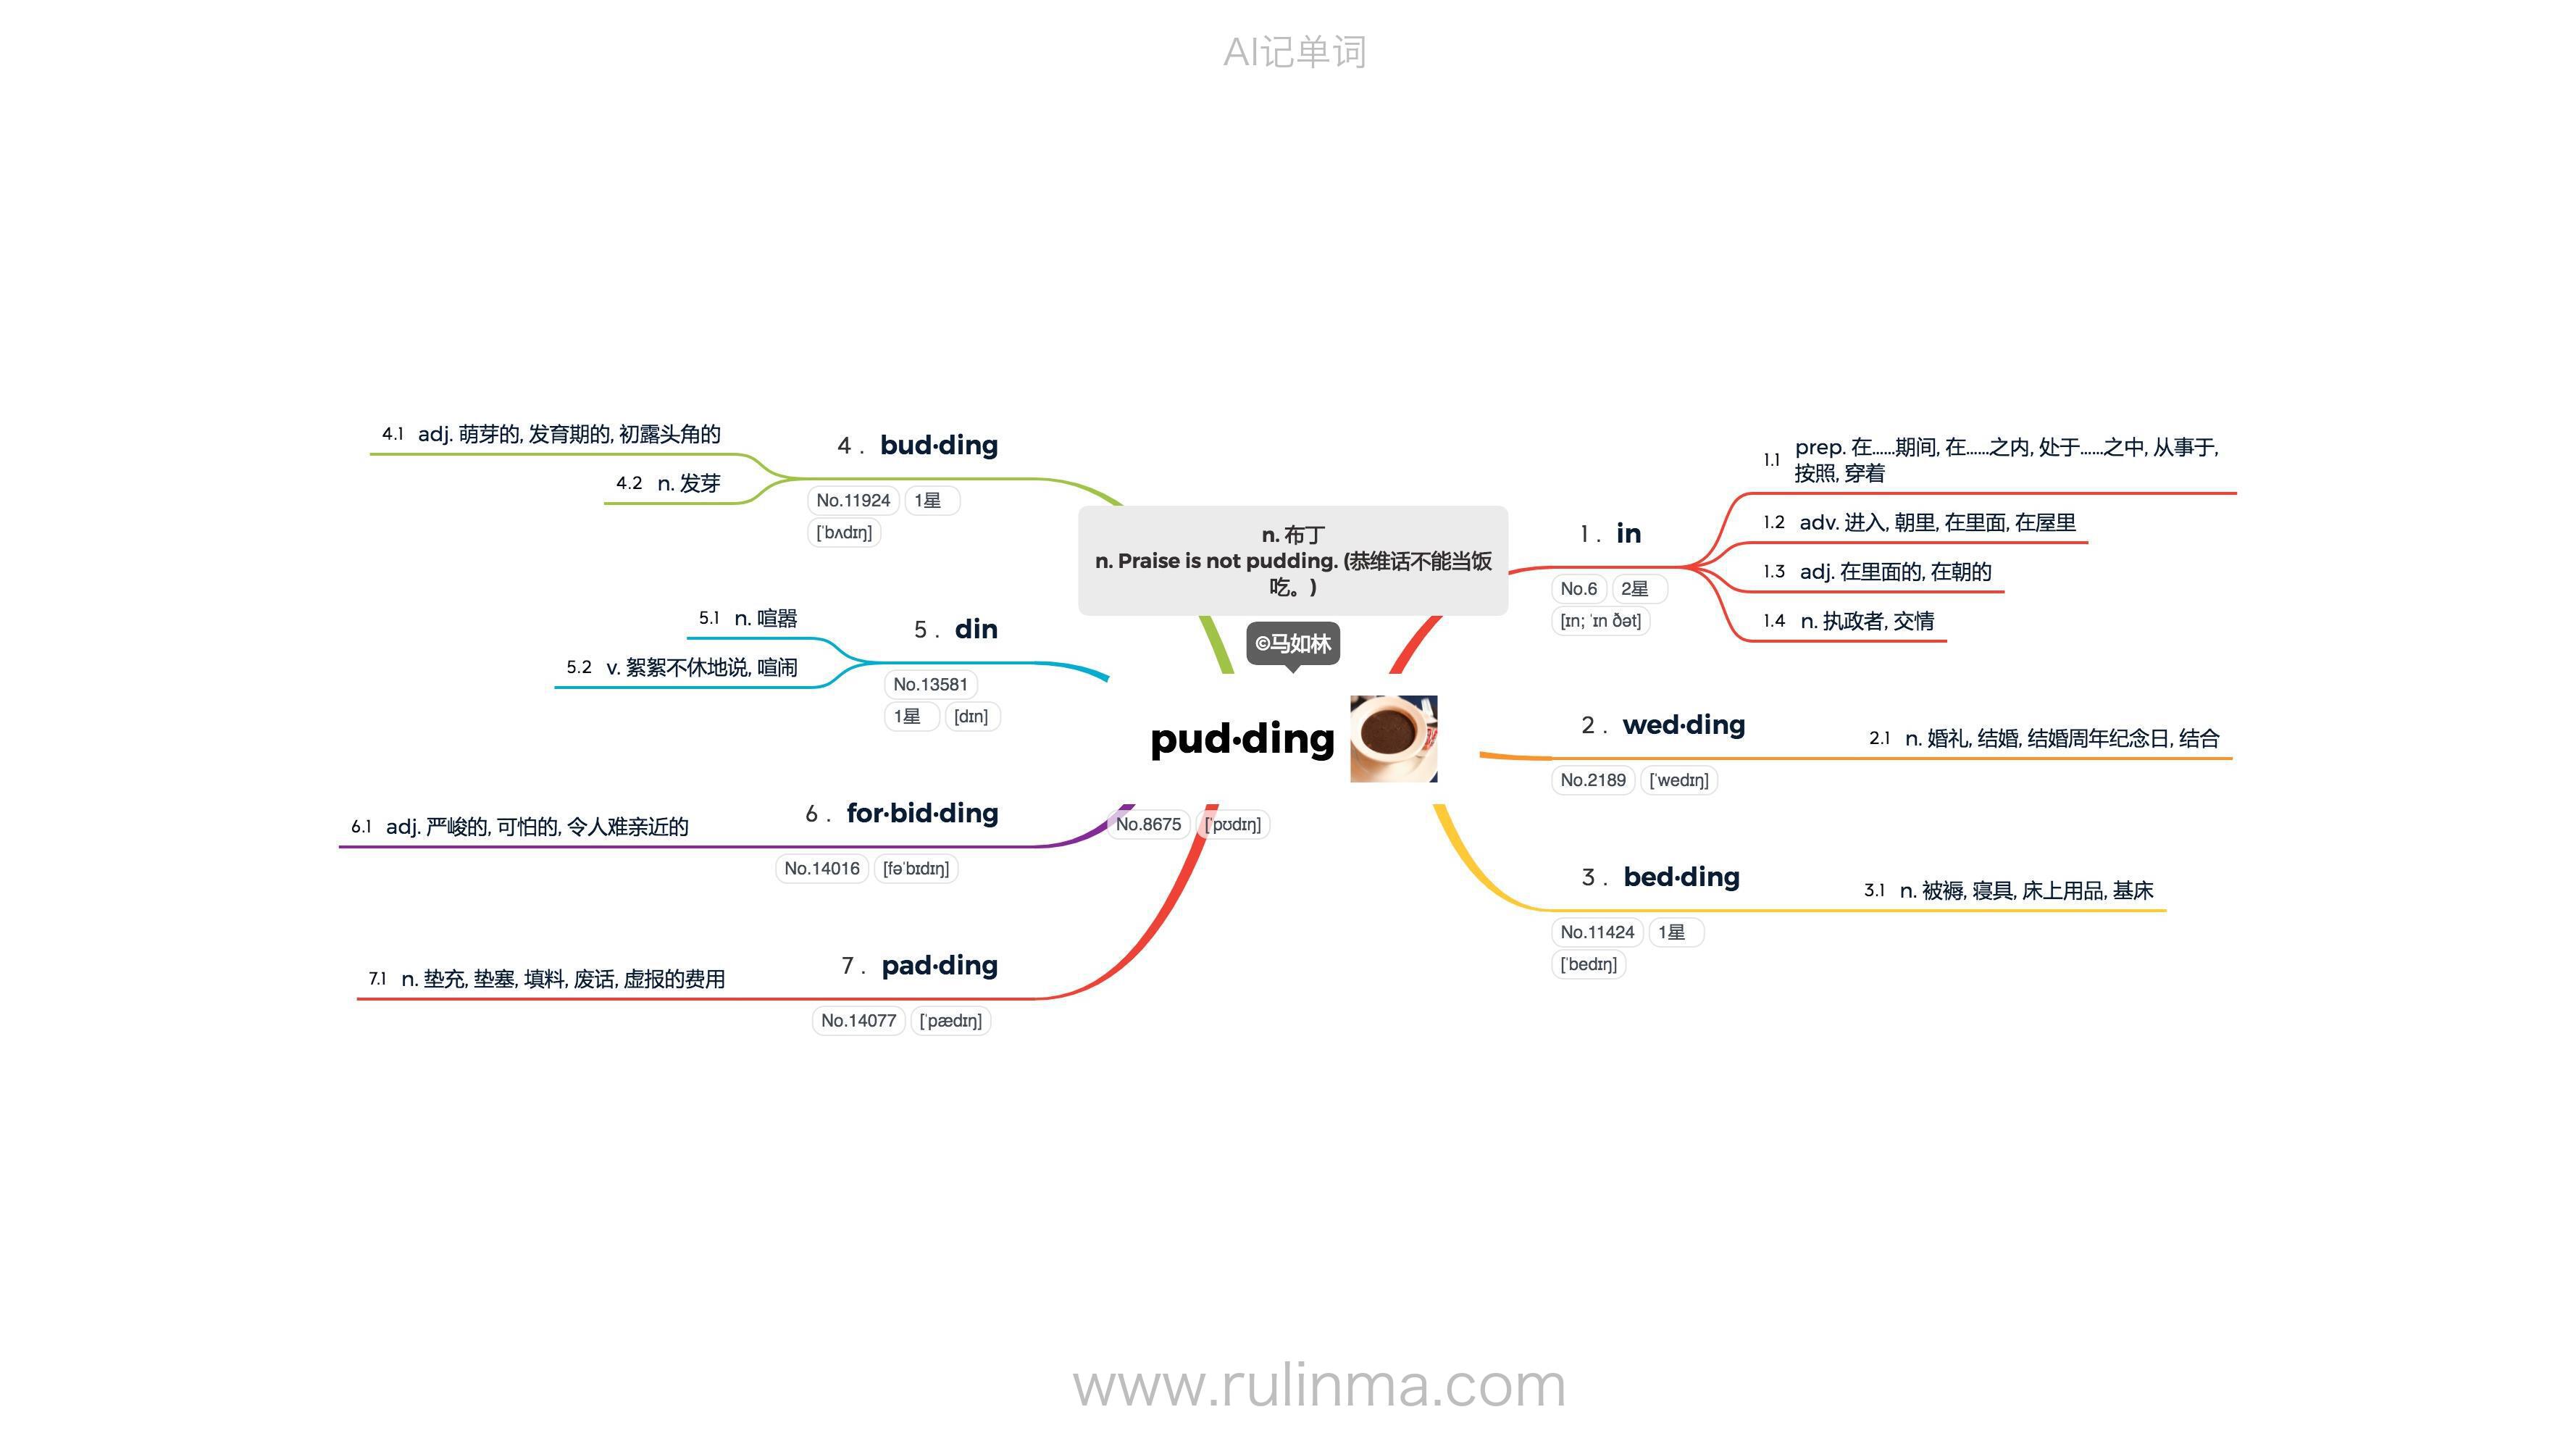 AI记单词
n. 布丁
n. Praise is not pudding. (恭维话不能当饭
吃。)
©马如林
pud·ding
No.8675 [ˈpʊdɪŋ]
1. in
No.6 2星
[ɪn; ˈɪn ðət]
1.1 prep. 在……期间, 在……之内, 处于……之中, 从事于,
按照, 穿着
1.2 adv. 进入, 朝里, 在里面, 在屋里
1.3 adj. 在里面的, 在朝的
1.4 n. 执政者, 交情
2. wed·ding
No.2189 [ˈwedɪŋ]
2.1 n. 婚礼, 结婚, 结婚周年纪念日, 结合
3. bed·ding
No.11424 1星
[ˈbedɪŋ]
3.1 n. 被褥, 寝具, 床上用品, 基床
4. bud·ding
No.11924 1星
[ˈbʌdɪŋ]
4.1 adj. 萌芽的, 发育期的, 初露头角的
4.2 n. 发芽
5. din
No.13581
1星 [dɪn]
5.1 n. 喧嚣
5.2 v. 絮絮不休地说, 喧闹
6. for·bid·ding
No.14016 [fəˈbɪdɪŋ]
6.1 adj. 严峻的, 可怕的, 令人难亲近的
7. pad·ding
No.14077 [ˈpædɪŋ]
7.1 n. 垫充, 垫塞, 填料, 废话, 虚报的费用
www.rulinma.com